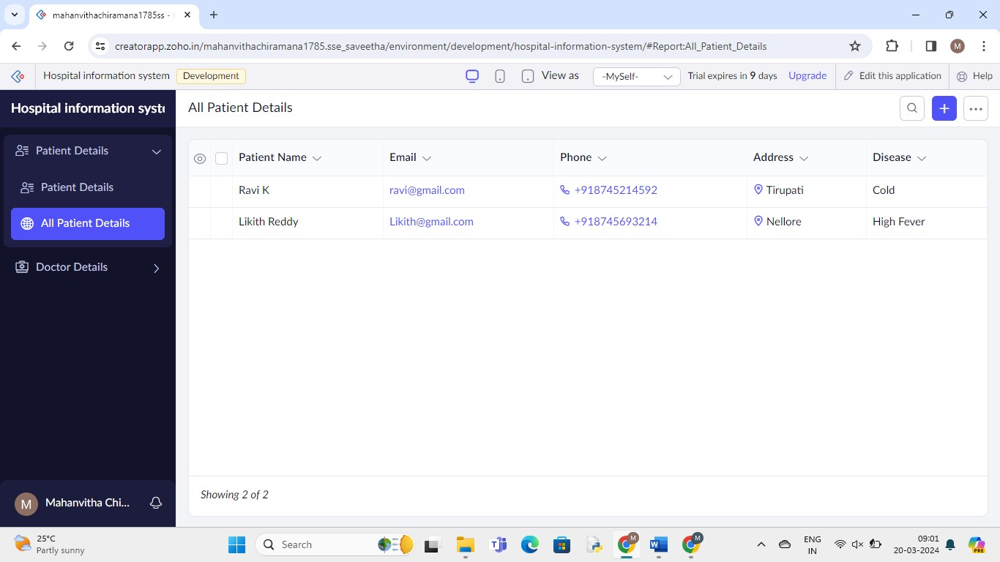 mahanvithachiramana1785ss -
creatorapp.zoho.in/mahanvithachiramana1785.sse_saveetha/environment/development/hospital-information-system/#Report:All_Patient_Details
M
Hospital information system
Development
View as
-MySelf-
Trial expires in 9 days
Upgrade
Edit this application
Help
Hospital information syste
All Patient Details
Patient Details
Patient Details
All Patient Details
Doctor Details
Patient Name Email Phone Address Disease
Ravi K ravi@gmail.com +918745214592 Tirupati Cold
Likith Reddy Likith@gmail.com +918745693214 Nellore High Fever
Showing 2 of 2
M Mahanvitha Chi...
25°C
Partly sunny
Search
M
M
ENG
IN
09:01
20-03-2024
PRE